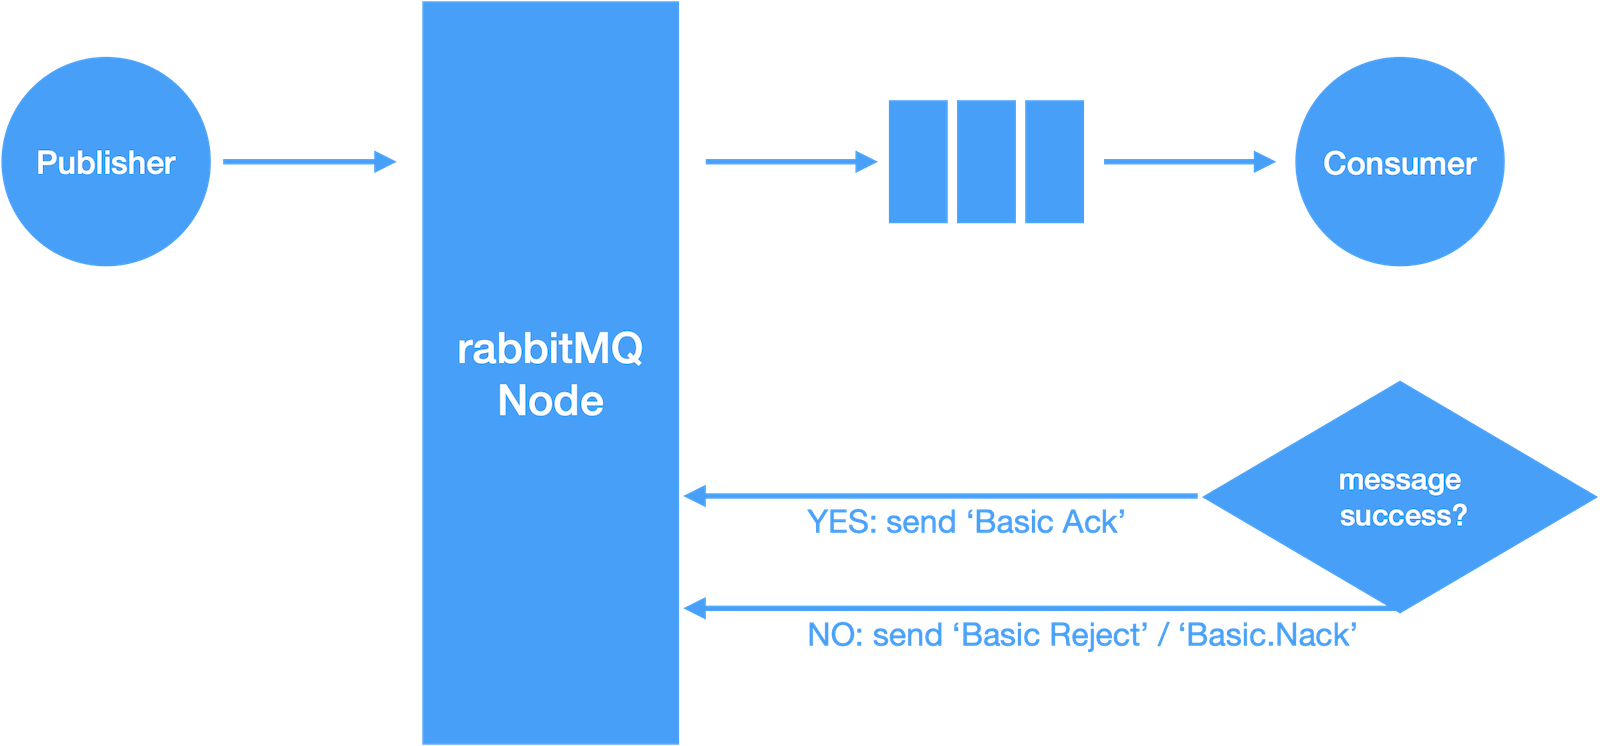 Publisher
Consumer
rabbitMQ
Node
message
success?
YES: send ‘Basic Ack’
NO: send ‘Basic Reject’ / ‘Basic.Nack’